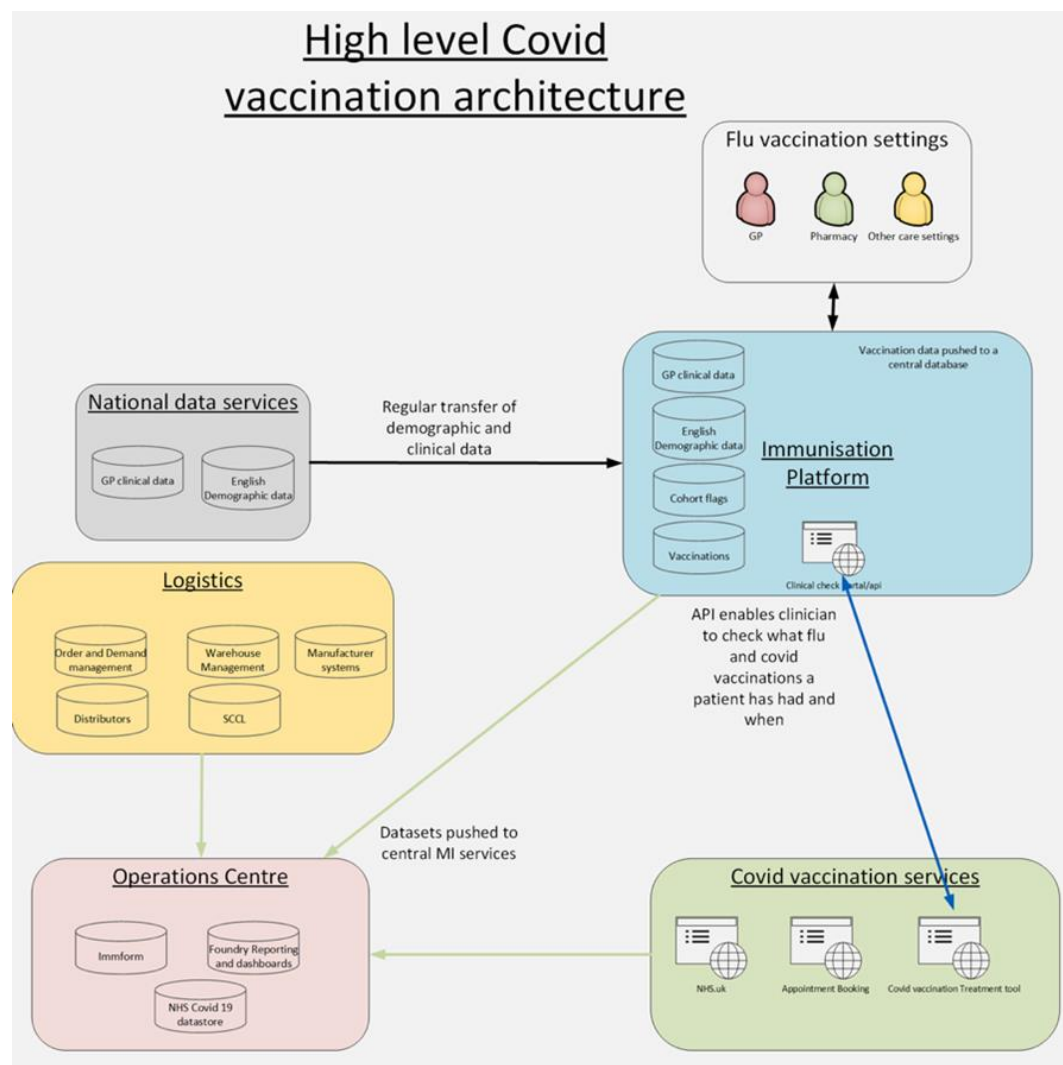 High level Covid
vaccination architecture
Flu vaccination settings
GP
Pharmacy
Other care settings
Vaccination data pushed to a
central database
GP clinical data
English
Demographic data
Cohort flags
Vaccinations
Immunisation
Platform
Clinical check
rtal/api
National data services
GP clinical data
English
Demographic data
Regular transfer of
demographic and
clinical data
Logistics
Order and Demand
management
Warehouse
Management
Manufacturer
systems
Distributors
SCCL
API enables clinician
to check what flu
and covid
vaccinations a
patient has had and
when
Datasets pushed to
central MI services
Operations Centre
Immform
Foundry Reporting
and dashboards
NHS Covid 19
datastore
Covid vaccination services
NHS.uk
Appointment Booking
Covid vaccination Treatment tool